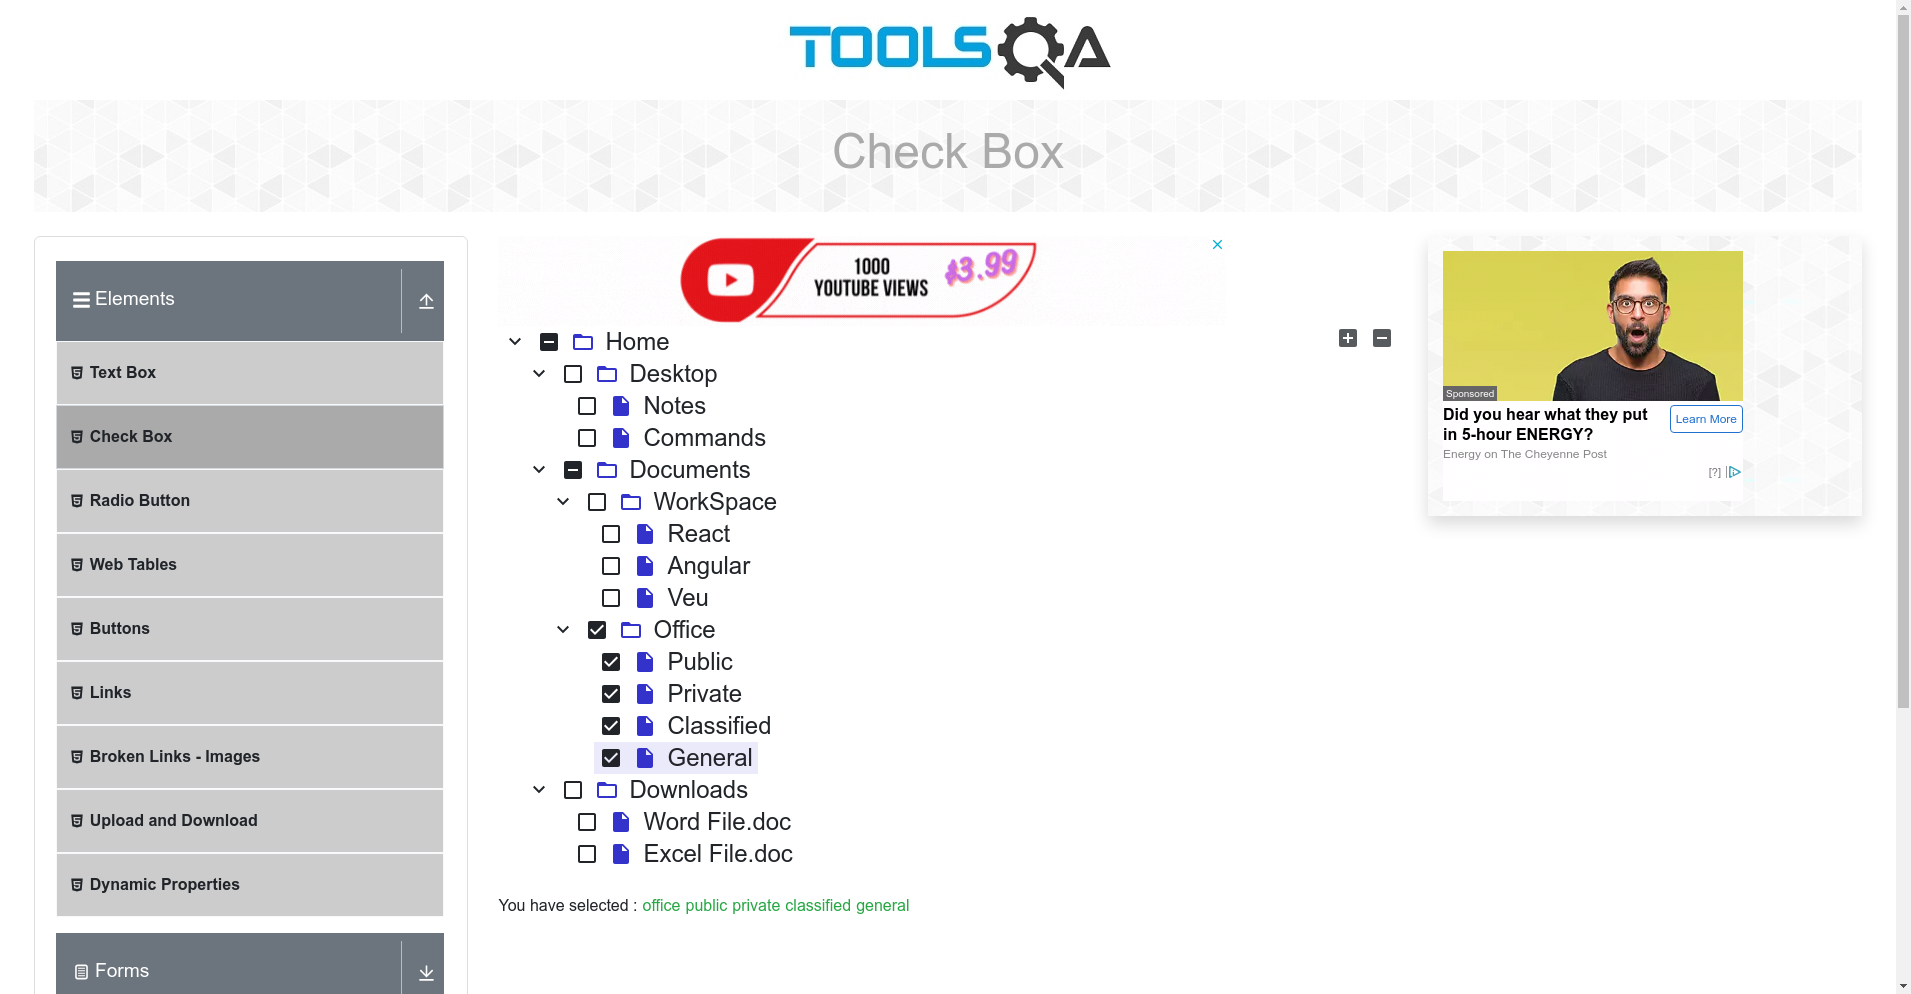 TOOLSQA
Check Box
Elements
Text Box
Check Box
Radio Button
Web Tables
Buttons
Links
Broken Links - Images
Upload and Download
Dynamic Properties
Forms
1000
YOUTUBE VIEWS
$3.99
Home
Desktop
Notes
Commands
Documents
WorkSpace
React
Angular
Veu
Office
Public
Private
Classified
General
Downloads
Word File.doc
Excel File.doc
You have selected : office public private classified general
Sponsored
Did you hear what they put
in 5-hour ENERGY?
Learn More
Energy on The Cheyenne Post
[?]